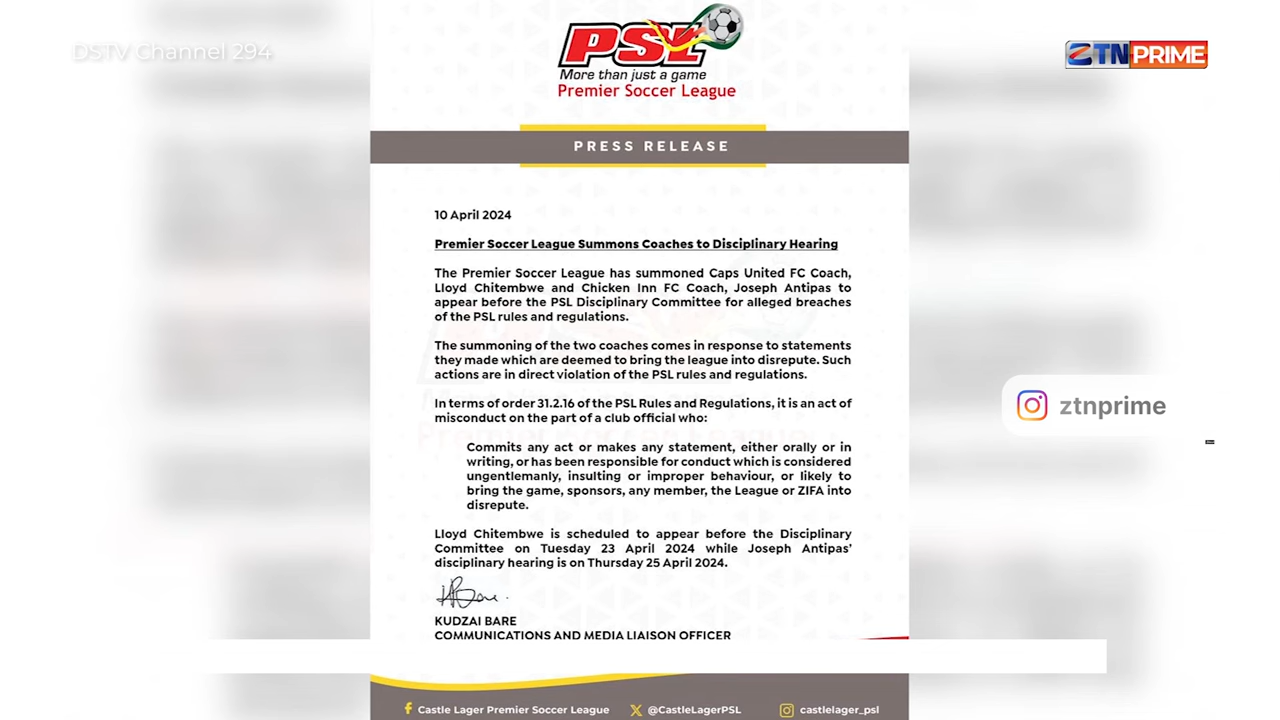 DSTV Channel 294
ZTN PRIME
PSL
More than just a game
Premier Soccer League
PRESS RELEASE
10 April 2024
Premier Soccer League Summons Coaches to Disciplinary Hearing
The Premier Soccer League has summoned Caps United FC Coach,
Lloyd Chitembwe and Chicken Inn FC Coach, Joseph Antipas to
appear before the PSL Disciplinary Committee for alleged breaches
of the PSL rules and regulations.
The summoning of the two coaches comes in response to statements
they made which are deemed to bring the league into disrepute. Such
actions are in direct violation of the PSL rules and regulations.
In terms of order 31.2.16 of the PSL Rules and Regulations, it is an act of
misconduct on the part of a club official who:
Commits any act or makes any statement, either orally or in
writing, or has been responsible for conduct which is considered
ungentlemanly, insulting or improper behaviour, or likely to
bring the game, sponsors, any member, the League or ZIFA into
disrepute.
Lloyd Chitembwe is scheduled to appear before the Disciplinary
Committee on Tuesday 23 April 2024 while Joseph Antipas'
disciplinary hearing is on Thursday 25 April 2024.
KUDZAI BARE
COMMUNICATIONS AND MEDIA LIAISON OFFICER
Castle Lager Premier Soccer League
@CastleLagerPSL
castlelager_psl
ztnprime